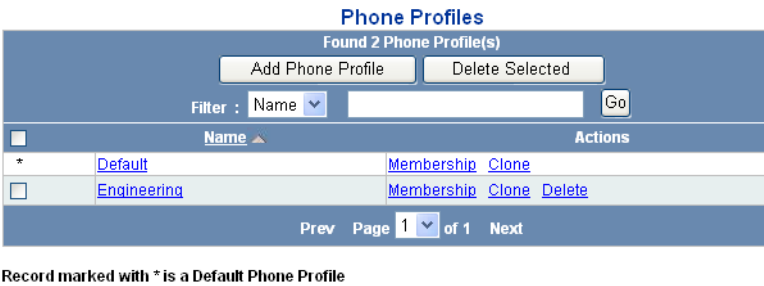 Phone Profiles
Found 2 Phone Profile(s)
Add Phone Profile Delete Selected
Filter : Name Go
Name Actions
* Default Membership Clone
Engineering Membership Clone Delete
Prev Page 1 of 1 Next
Record marked with * is a Default Phone Profile